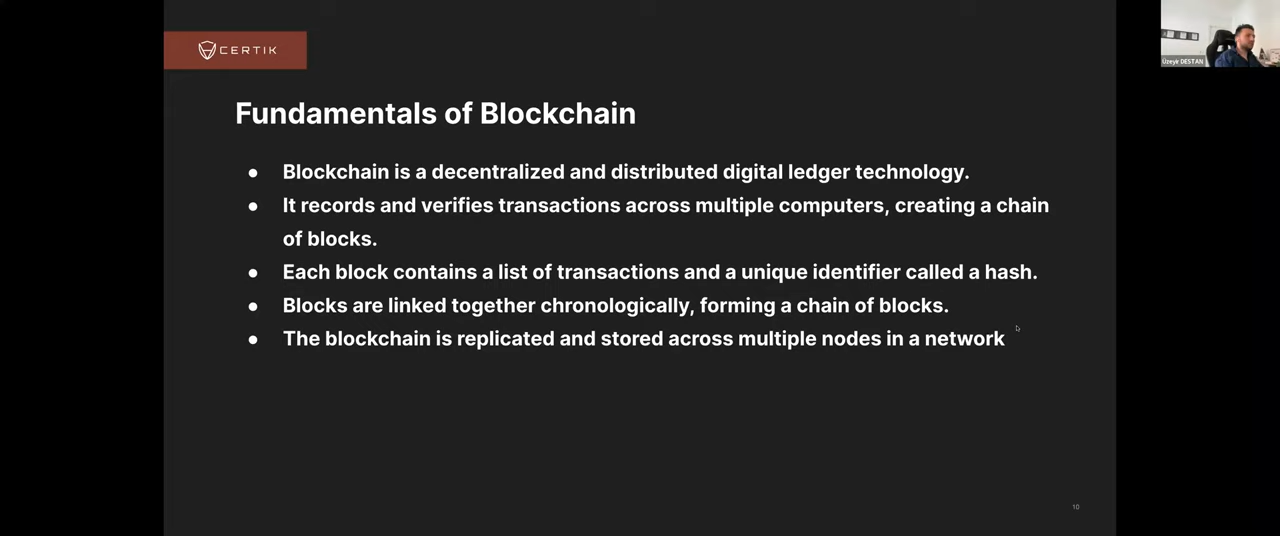 CERTIK
Üzeyir DESTAN
Fundamentals of Blockchain
● Blockchain is a decentralized and distributed digital ledger technology.
● It records and verifies transactions across multiple computers, creating a chain
of blocks.
● Each block contains a list of transactions and a unique identifier called a hash.
● Blocks are linked together chronologically, forming a chain of blocks.
● The blockchain is replicated and stored across multiple nodes in a network
10